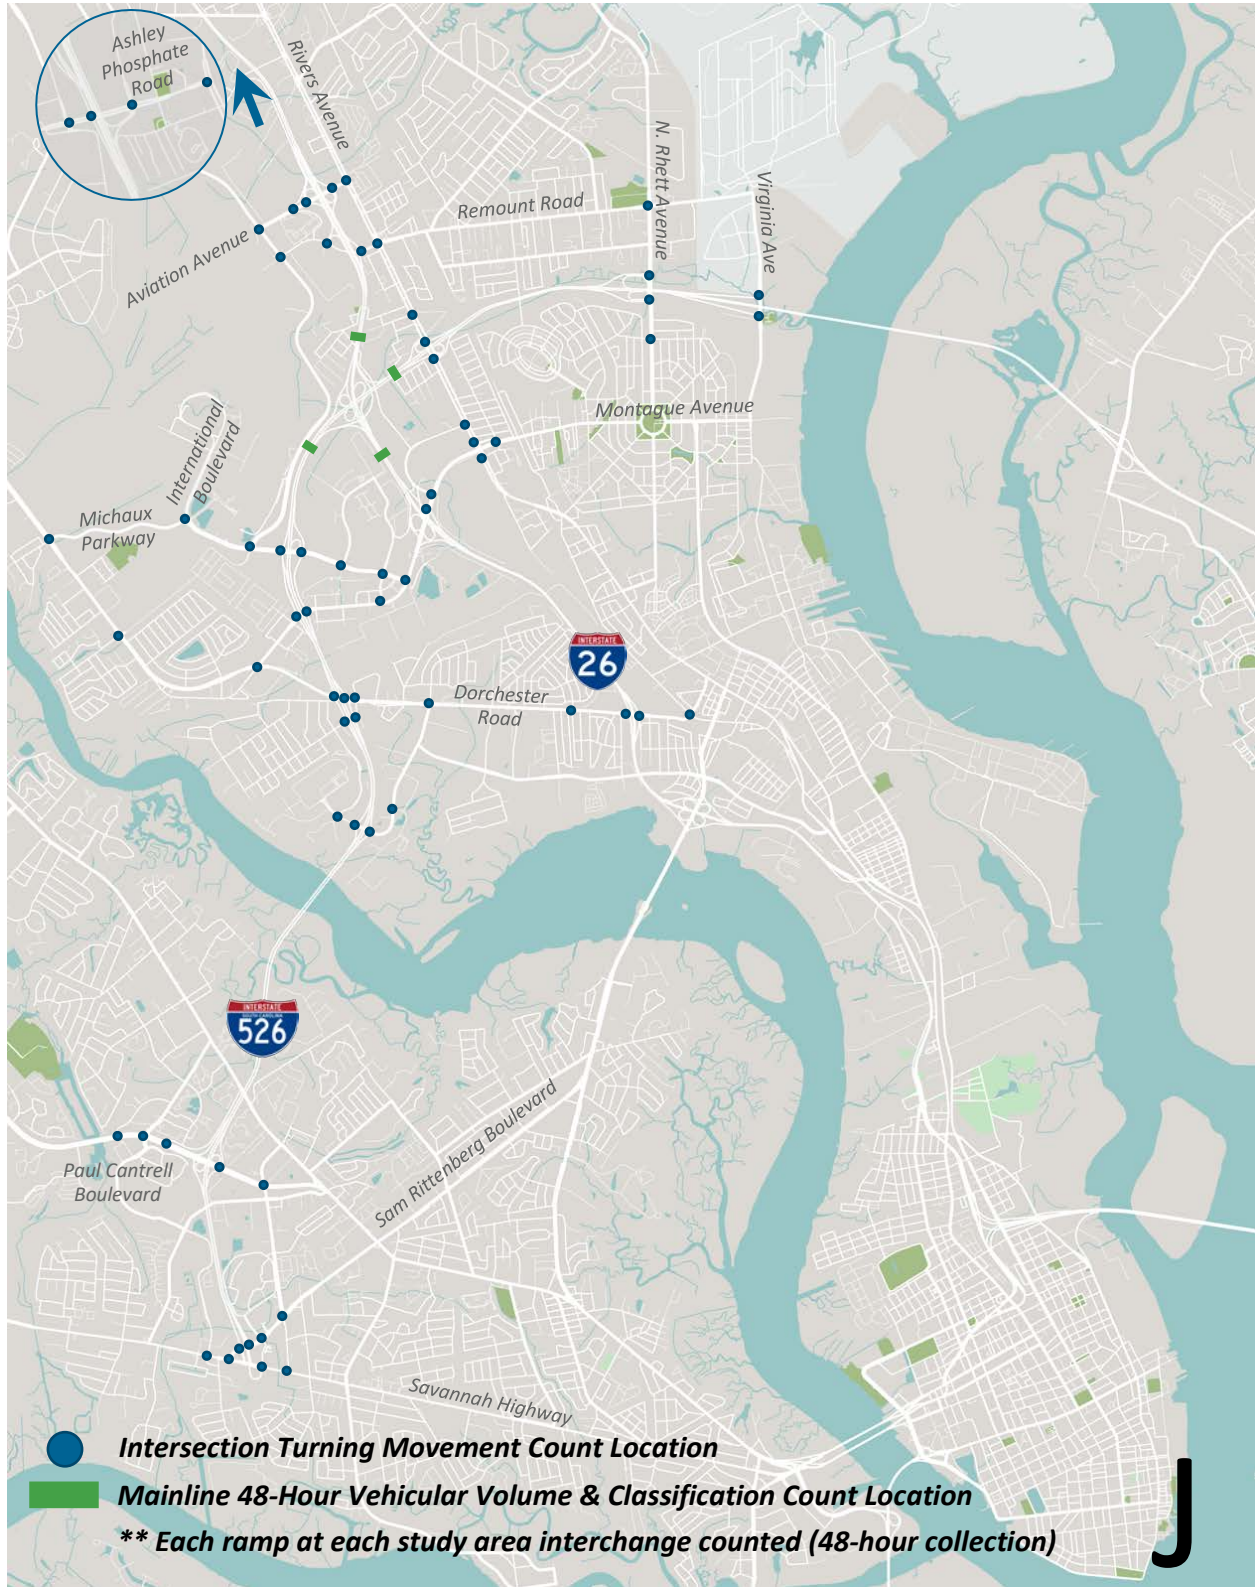 Ashley
Phosphate
Road
Rivers Avenue
N. Rhett Avenue
Virginia Ave
Remount Road
Aviation Avenue
Montague Avenue
International
Boulevard
Michaux
Parkway
INTERSTATE
26
Dorchester
Road
INTERSTATE
SOUTH CAROLINA
526
Sam Rittenberg Boulevard
Paul Cantrell
Boulevard
Savannah Highway
Intersection Turning Movement Count Location
Mainline 48-Hour Vehicular Volume & Classification Count Location
** Each ramp at each study area interchange counted (48-hour collection)
J